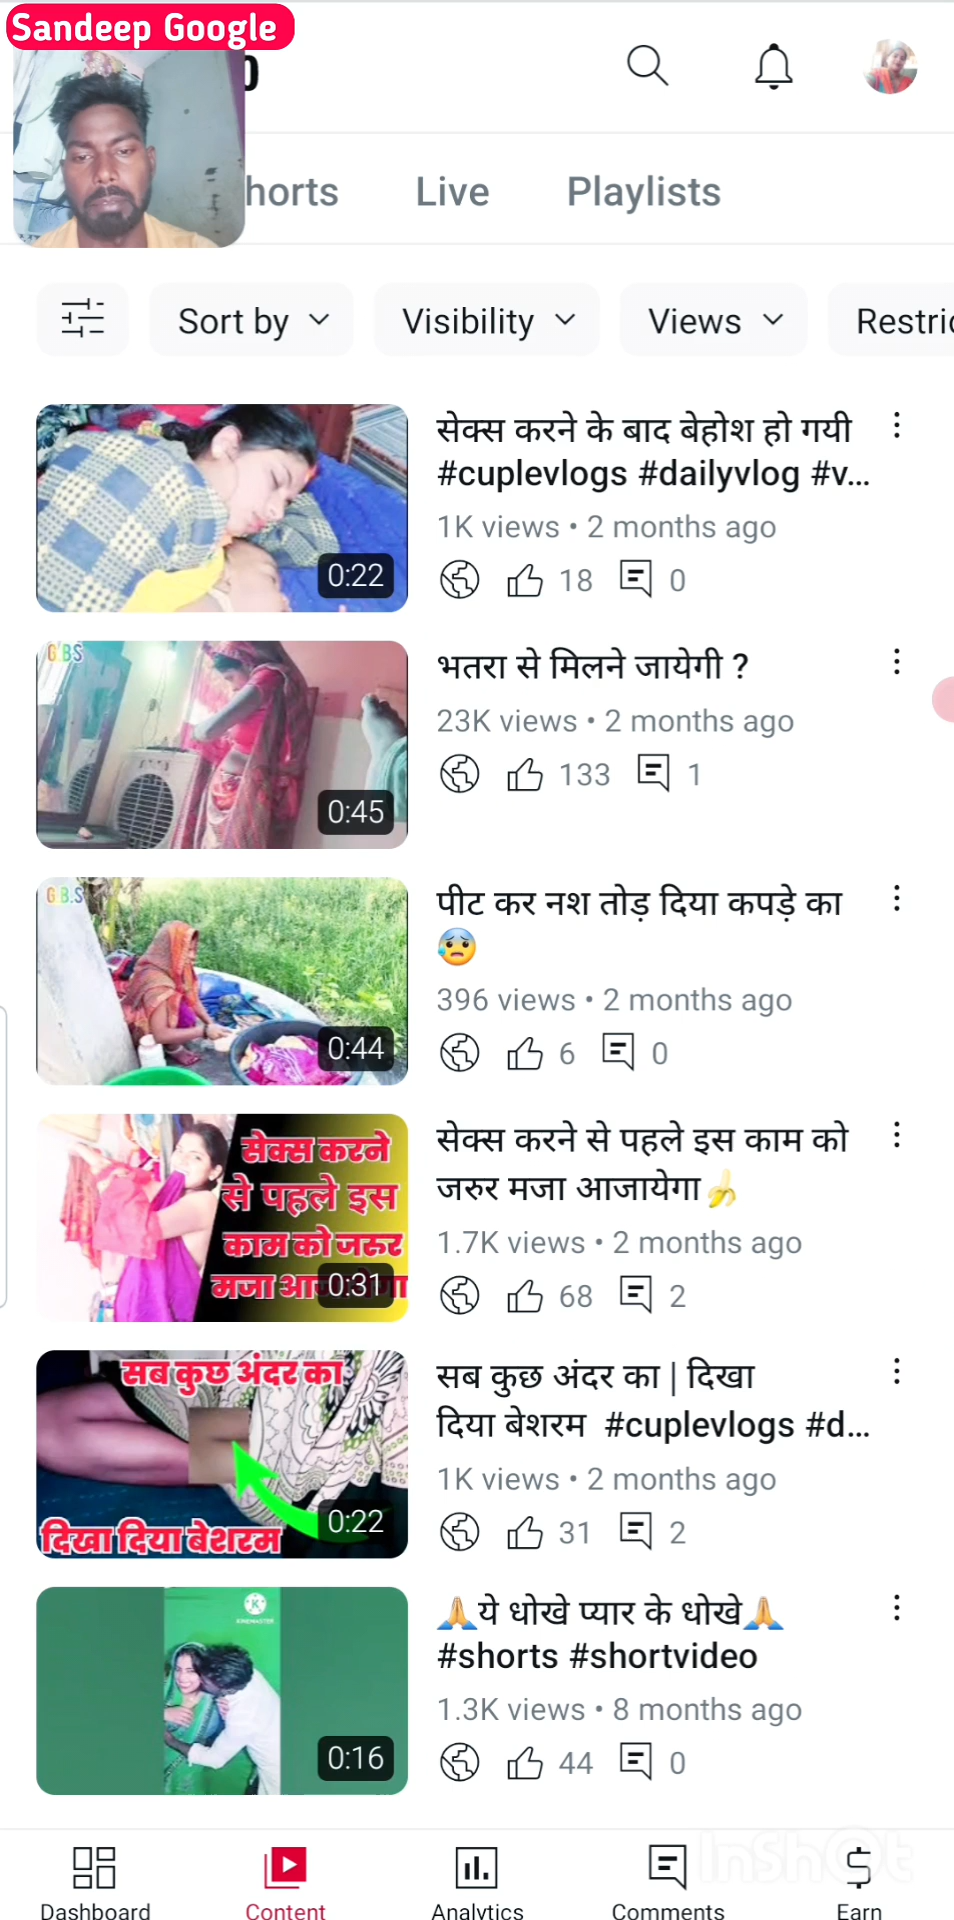 Sandeep Google
horts
Live
Playlists
Sort by
Visibility
Views
Restric
सेक्स करने के बाद बेहोश हो गयी
#cuplevlogs #dailyvlog #v...
1K views • 2 months ago
18
0
0:22
G.B.S
भतरा से मिलने जायेगी ?
23K views • 2 months ago
133
1
0:45
G.B.S
पीट कर नश तोड़ दिया कपड़े का
😰
396 views • 2 months ago
6
0
0:44
सेक्स करने
से पहले इस
काम को जरुर
0:31
सेक्स करने से पहले इस काम को
जरुर मजा आजायेगा🍌
1.7K views • 2 months ago
68
2
सब कुछ अंदर का
दिखा दिया बेशरम
0:22
सब कुछ अंदर का | दिखा
दिया बेशरम #cuplevlogs #d...
1K views • 2 months ago
31
2
KINEMASTER
0:16
🙏ये धोखे प्यार के धोखे🙏
#shorts #shortvideo
1.3K views • 8 months ago
44
0
InShOt
Dashboard
Content
Analytics
Comments
Earn